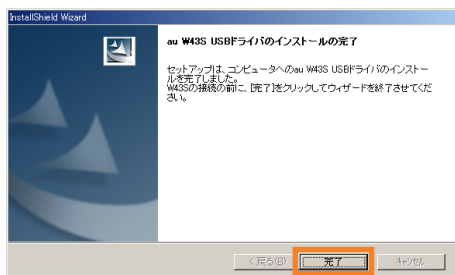 InstallShield Wizard
au W43S USBドライバのインストールの完了
セットアップは、コンピュータへのau W43S USBドライバのインストー
ルを完了しました。
W43Sの接続の前に、[完了]をクリックしてウィザードを終了させてくだ
さい。
< 戻る(B)
完了
キャンセル